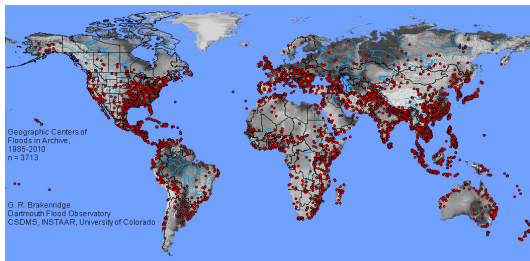 Geographic Centers of
Floods in Archive,
1985-2010
n = 3713
G. R. Brakenridge
Dartmouth Flood Observatory
CSDMS, INSTAAR, University of Colorado